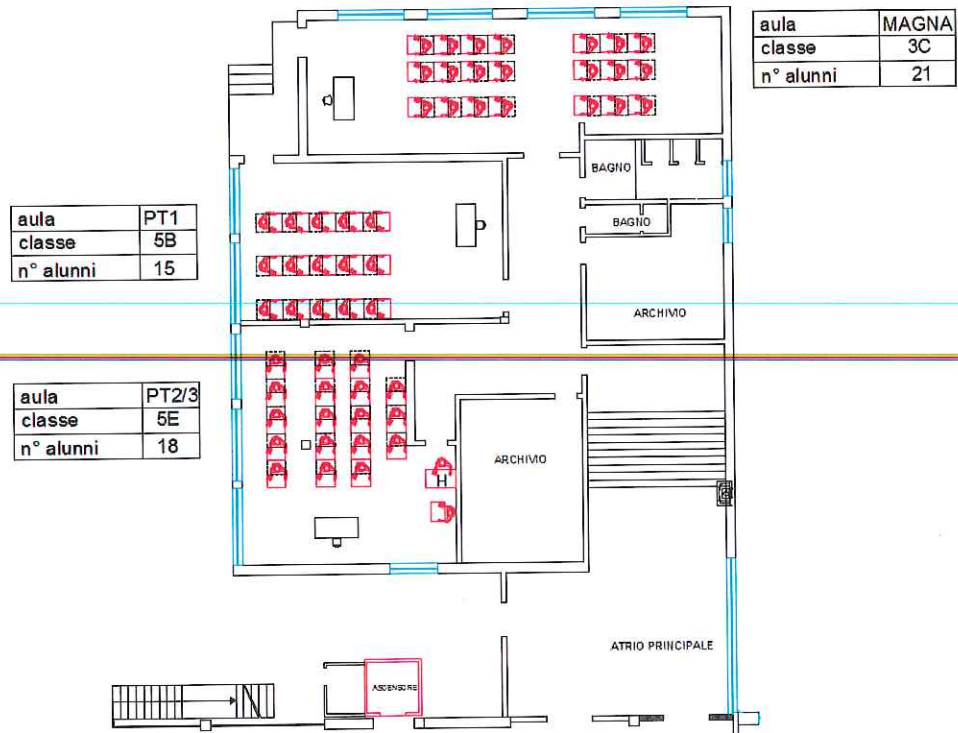 aula MAGNA
classe 3C
n° alunni 21
BAGNO
BAGNO
aula PT1
classe 5B
n° alunni 15
ARCHIVIO
aula PT2/3
classe 5E
n° alunni 18
ARCHIVIO
H
ATRIO PRINCIPALE
ASCENSORE